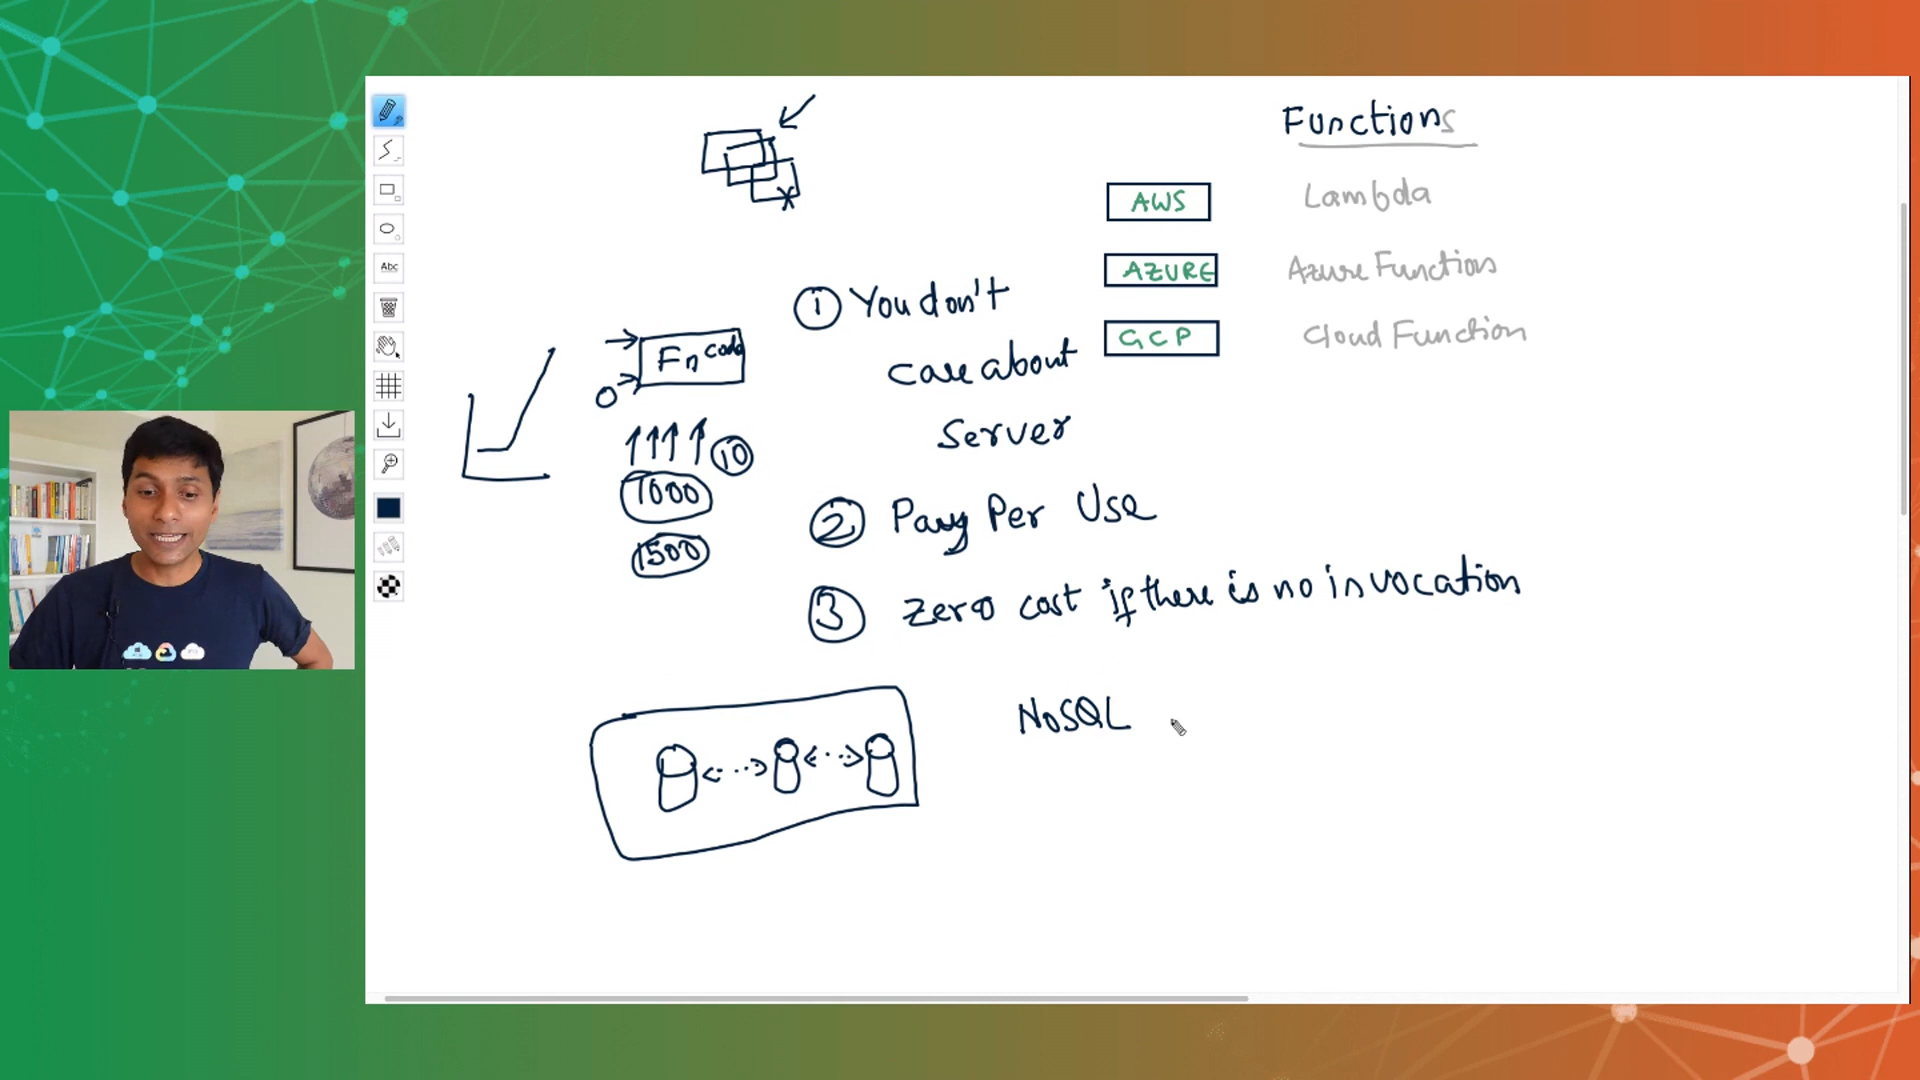 Functions
AWS Lambda
AZURE Azure Function
GCP Cloud Function
Abc
Fn code
10
1000
1500
1 You don't
care about
Server
2 Pay Per Use
3 Zero cost if there is no invocation
NoSQL